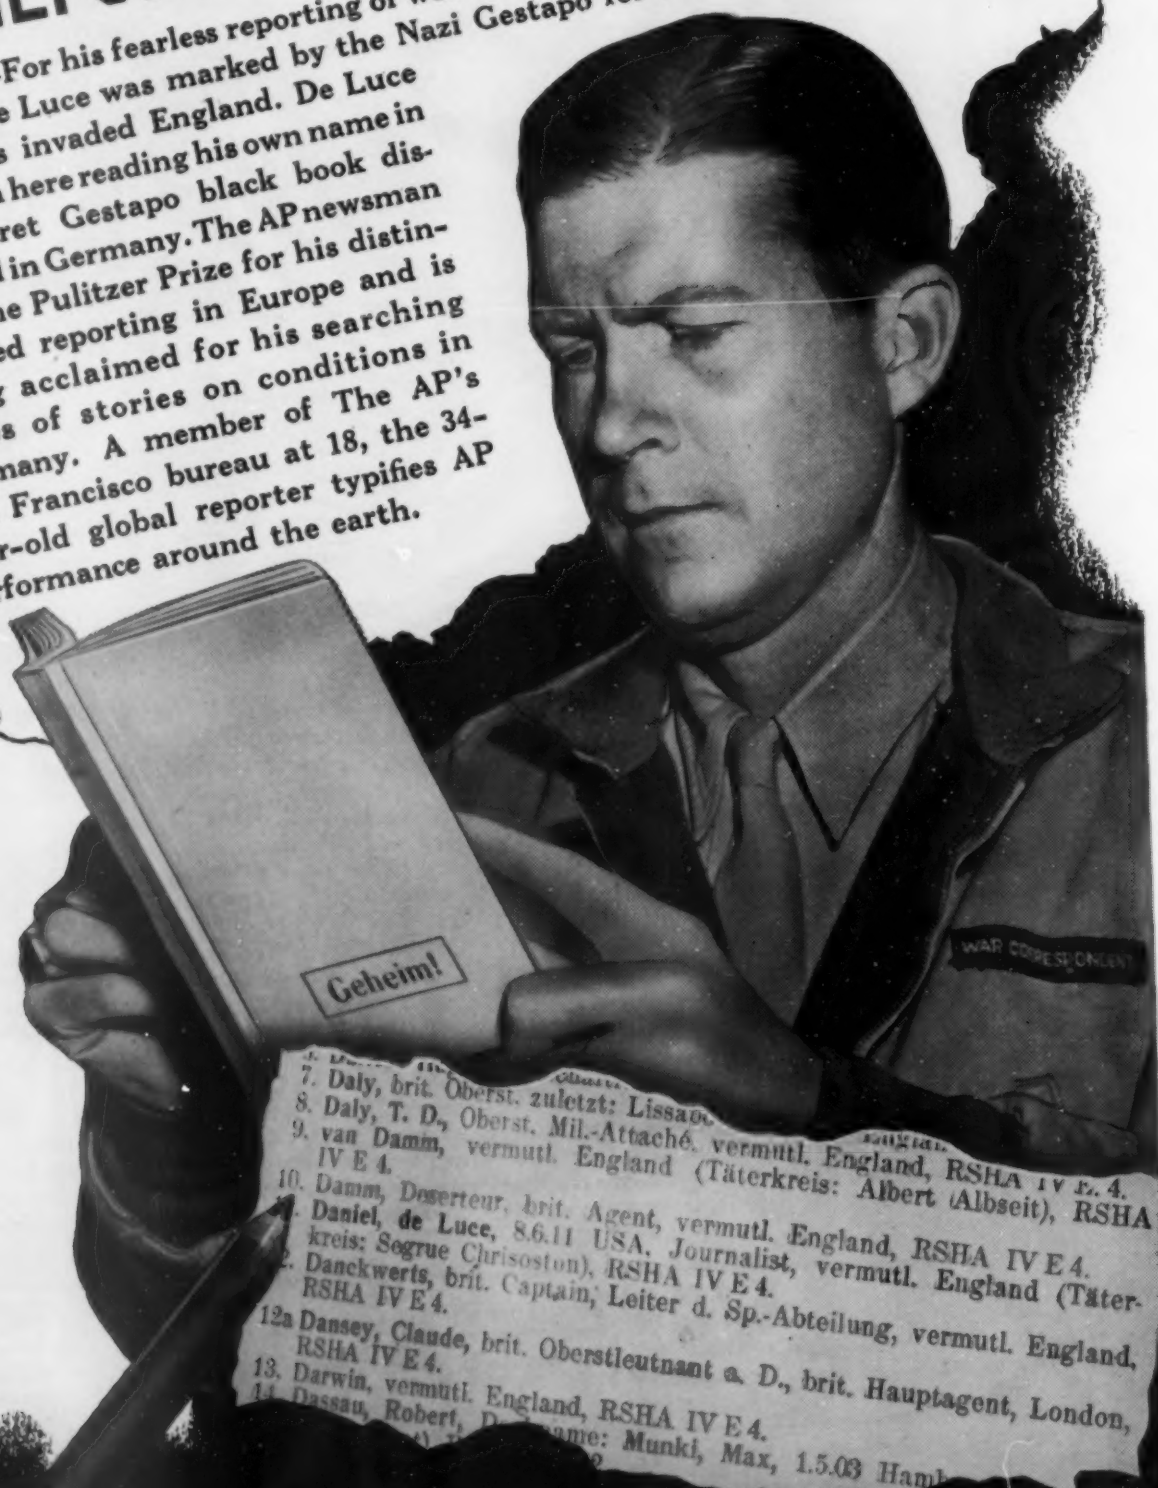 For his fearless reporting of
e Luce was marked by the Nazi Gestapo
s invaded England. De Luce
here reading his own name in
ret Gestapo black book dis-
in Germany. The AP newsman
he Pulitzer Prize for his distin-
ed reporting in Europe and is
g acclaimed for his searching
s of stories on conditions in
many. A member of The AP's
Francisco bureau at 18, the 34-
r-old global reporter typifies AP
formance around the earth.
Geheim!
WAR CORRESPONDENT
7. Daly, brit. Oberst. zuletzt:
8. Daly, T. D., Oberst. Mil.-Attaché, vermutl. England, RSHA IV E. 4.
9. van Damm, vermutl. England (Täterkreis: Albert (Albseit), RSHA
IV E 4.
10. Damm, Deserteur, brit. Agent, vermutl. England, RSHA IV E 4.
Daniel, de Luce, 8.6.11 USA. Journalist, vermutl. England (Täter-
kreis: Segrue Chrisoston), RSHA IV E 4.
2. Danckwerts, brit. Captain, Leiter d. Sp.-Abteilung, vermutl. England,
RSHA IV E 4.
12a Dansey, Claude, brit. Oberstleutnant a. D., brit. Hauptagent, London,
RSHA IV E 4.
13. Darwin, vermutl. England, RSHA IV E 4.
14. Dassau, Robert, ame: Munki, Max, 1.5.03